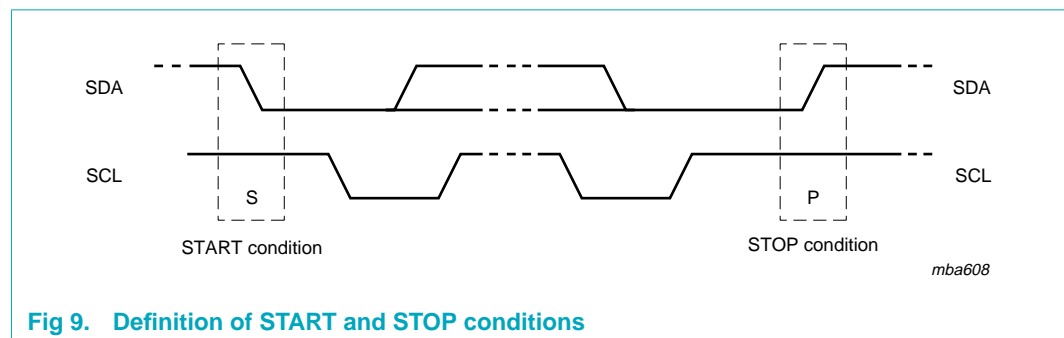 SDA SDA
SCL SCL
S P
START condition STOP condition
mba608
Fig 9. Definition of START and STOP conditions